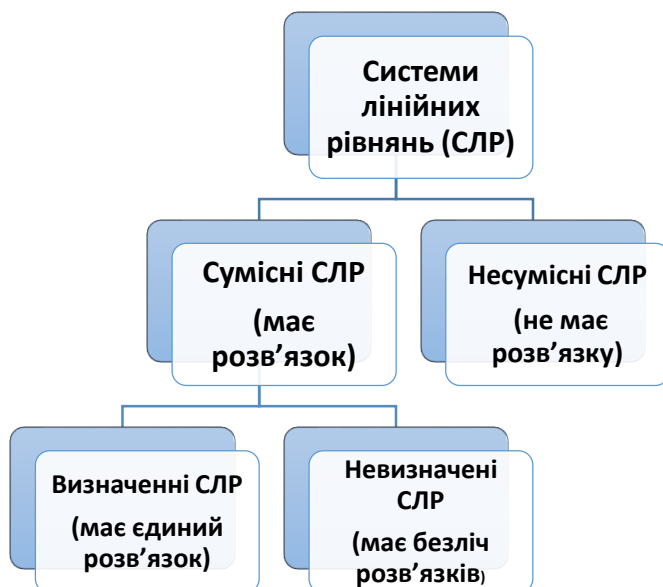 Системи
лінійних
рівнянь (СЛР)
Сумісні СЛР
(має
розв’язок)
Несумісні СЛР
(не має
розв’язку)
Визначенні СЛР
(має єдиний
розв’язок)
Невизначені
СЛР
(має безліч
розв’язків)